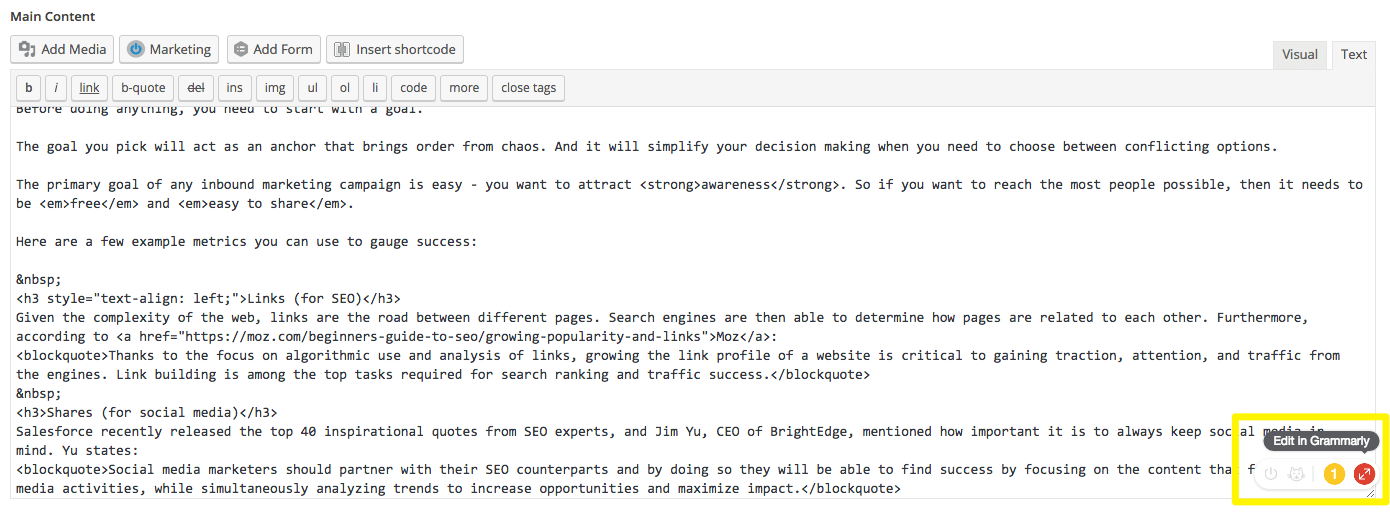 Main Content
Add Media Marketing Add Form Insert shortcode
Visual Text
b i link b-quote del ins img ul ol li code more close tags
Before doing anything, you need to start with a goal.
The goal you pick will act as an anchor that brings order from chaos. And it will simplify your decision making when you need to choose between conflicting options.
The primary goal of any inbound marketing campaign is easy - you want to attract <strong>awareness</strong>. So if you want to reach the most people possible, then it needs to
be <em>free</em> and <em>easy to share</em>.
Here are a few example metrics you can use to gauge success:
&nbsp;
<h3 style="text-align: left;">Links (for SEO)</h3>
Given the complexity of the web, links are the road between different pages. Search engines are then able to determine how pages are related to each other. Furthermore,
according to <a href="https://moz.com/beginners-guide-to-seo/growing-popularity-and-links">Moz</a>:
<blockquote>Thanks to the focus on algorithmic use and analysis of links, growing the link profile of a website is critical to gaining traction, attention, and traffic from
the engines. Link building is among the top tasks required for search ranking and traffic success.</blockquote>
&nbsp;
<h3>Shares (for social media)</h3>
Salesforce recently released the top 40 inspirational quotes from SEO experts, and Jim Yu, CEO of BrightEdge, mentioned how important it is to always keep social media in
mind. Yu states:
Edit in Grammarly
<blockquote>Social media marketers should partner with their SEO counterparts and by doing so they will be able to find success by focusing on the content that
media activities, while simultaneously analyzing trends to increase opportunities and maximize impact.</blockquote>
1